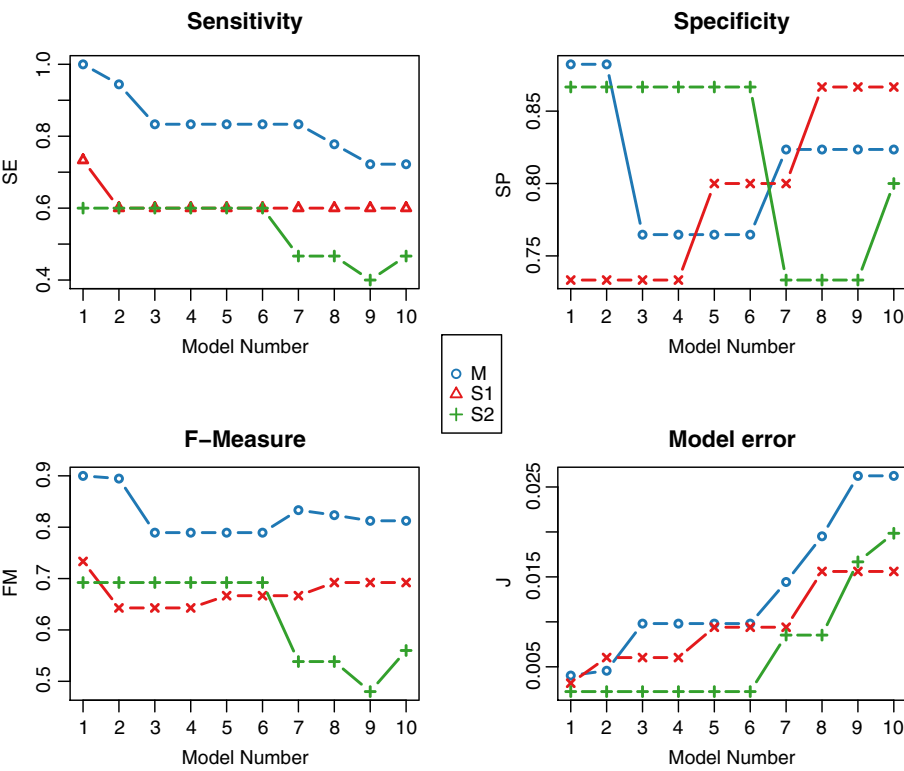 Sensitivity
SE
1.0
0.8
0.6
0.4
1 2 3 4 5 6 7 8 9 10
Model Number
Specificity
SP
0.85
0.80
0.75
1 2 3 4 5 6 7 8 9 10
Model Number
M
S1
S2
F−Measure
FM
0.9
0.8
0.7
0.6
0.5
1 2 3 4 5 6 7 8 9 10
Model Number
Model error
J
0.025
0.015
0.005
1 2 3 4 5 6 7 8 9 10
Model Number